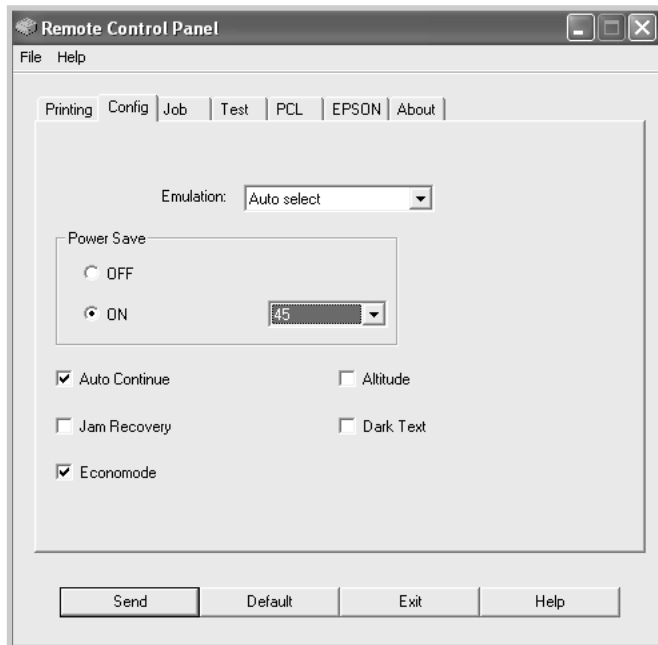 Remote Control Panel
File Help
Printing Config Job Test PCL EPSON About
Emulation: Auto select
Power Save
OFF
ON 45
Auto Continue Altitude
Jam Recovery Dark Text
Economode
Send Default Exit Help